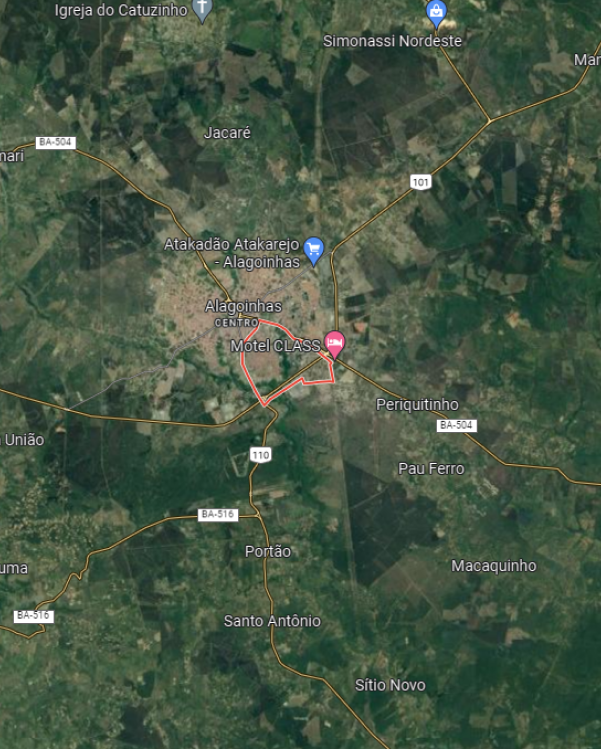 Igreja do Catuzinho
Simonassi Nordeste
Mar
Jacaré
BA-504
mari
101
Atakadão Atakarejo
- Alagoinhas
Alagoinhas
CENTRO
Motel CLASS
Periquitinho
BA-504
União
110
Pau Ferro
BA-516
Portão
Macaquinho
uma
BA-516
Santo Antônio
Sítio Novo